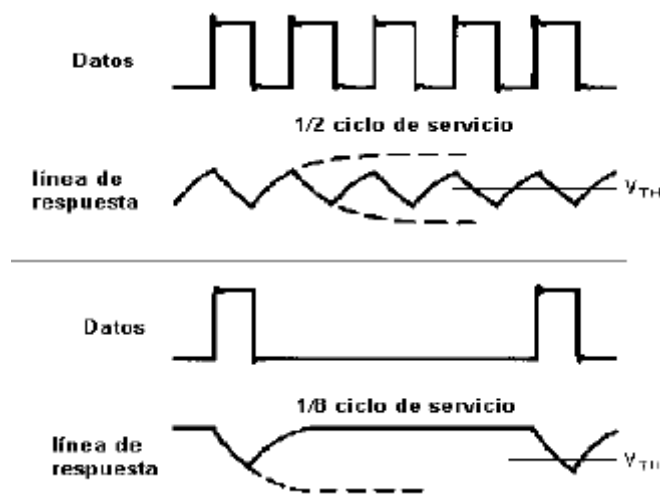 Datos
1/2 ciclo de servicio
línea de
respuesta
VTH
Datos
1/8 ciclo de servicio
línea de
respuesta
VTH